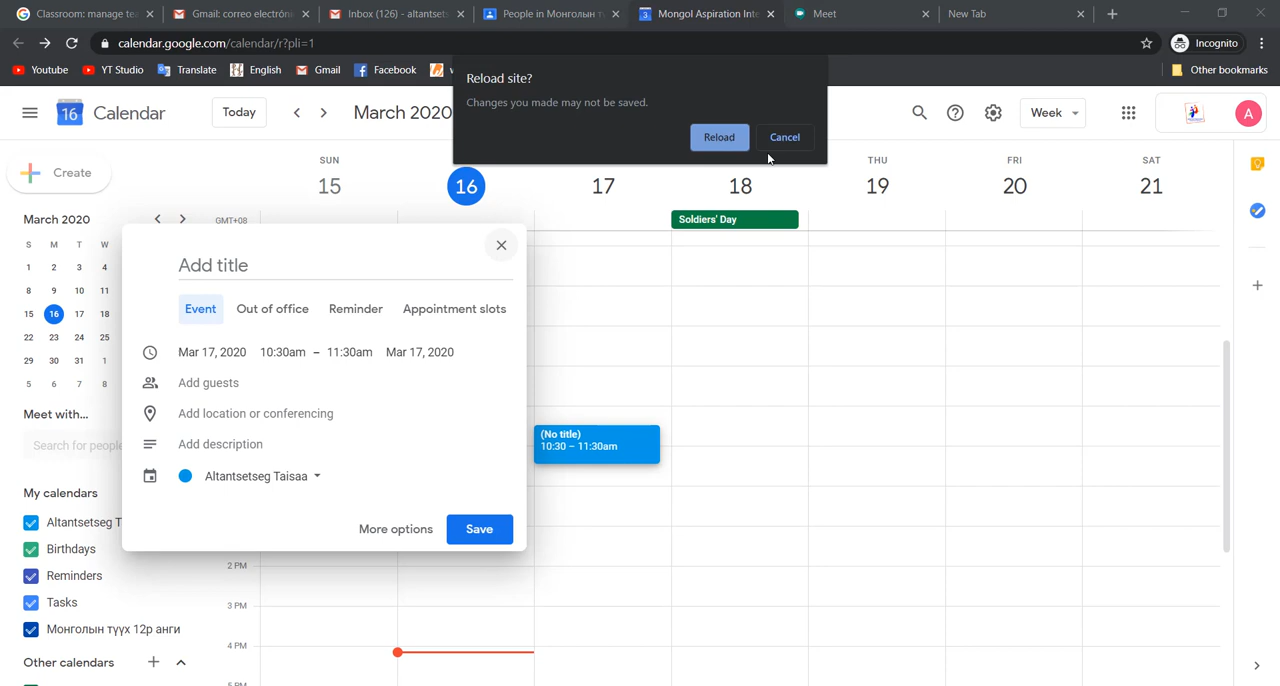 Classroom: manage tea
Gmail: correo electróni
Inbox (126) - altantsets
People in Монголын т
Mongol Aspiration Inte
Meet
New Tab
calendar.google.com/calendar/r?pli=1
Incognito
Youtube
YT Studio
Translate
English
Gmail
Facebook
Other bookmarks
Reload site?
Changes you made may not be saved.
Reload
Cancel
16
Calendar
Today
March 2020
Week
A
Create
SUN
15
16
17
18
THU
19
FRI
20
SAT
21
March 2020
GMT+08
Soldiers' Day
S M T W
1 2 3 4
8 9 10 11
15 16 17 18
22 23 24 25
29 30 31 1
5 6 7 8
Add title
Event
Out of office
Reminder
Appointment slots
Mar 17, 2020 10:30am – 11:30am Mar 17, 2020
Add guests
Add location or conferencing
Add description
Altantsetseg Taisaa
More options
Save
(No title)
10:30 – 11:30am
Meet with...
Search for people
My calendars
Altantsetseg T
Birthdays
Reminders
Tasks
Монголын түүх 12р анги
Other calendars
2 PM
3 PM
4 PM
5 PM